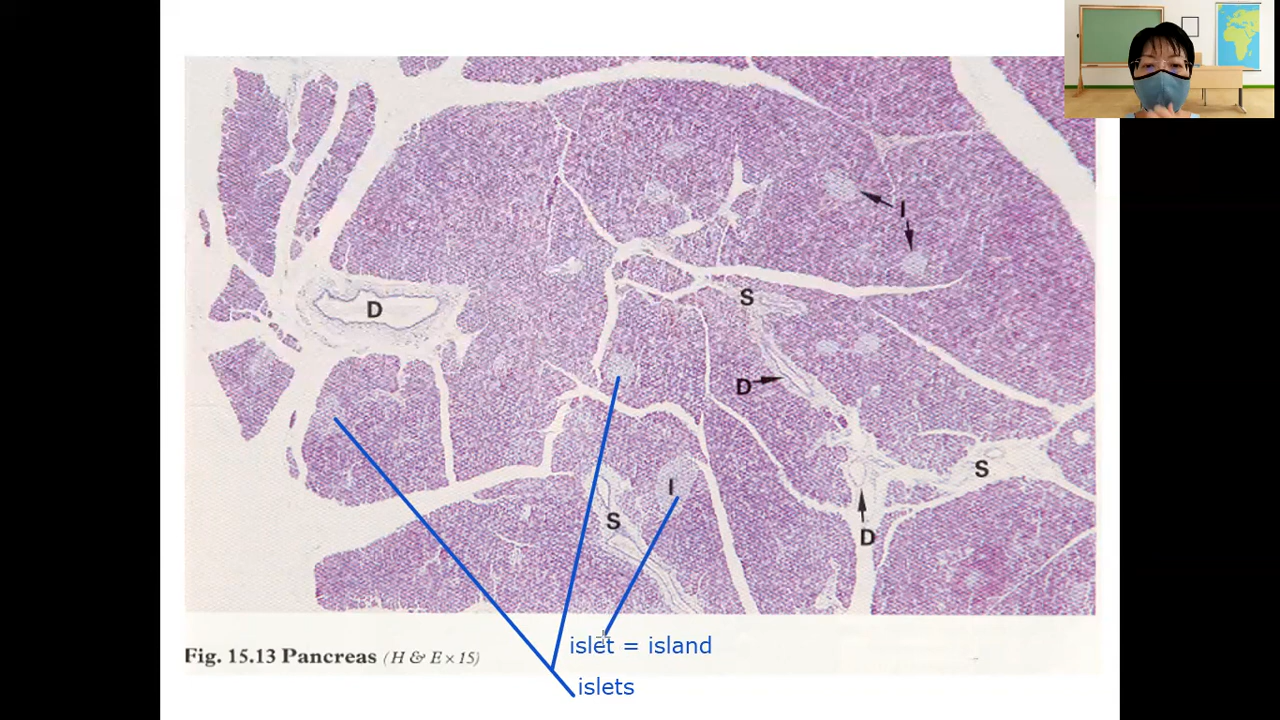 I
D
S
D
I
S
S
D
islet = island
Fig. 15.13 Pancreas (H & E × 15)
islets